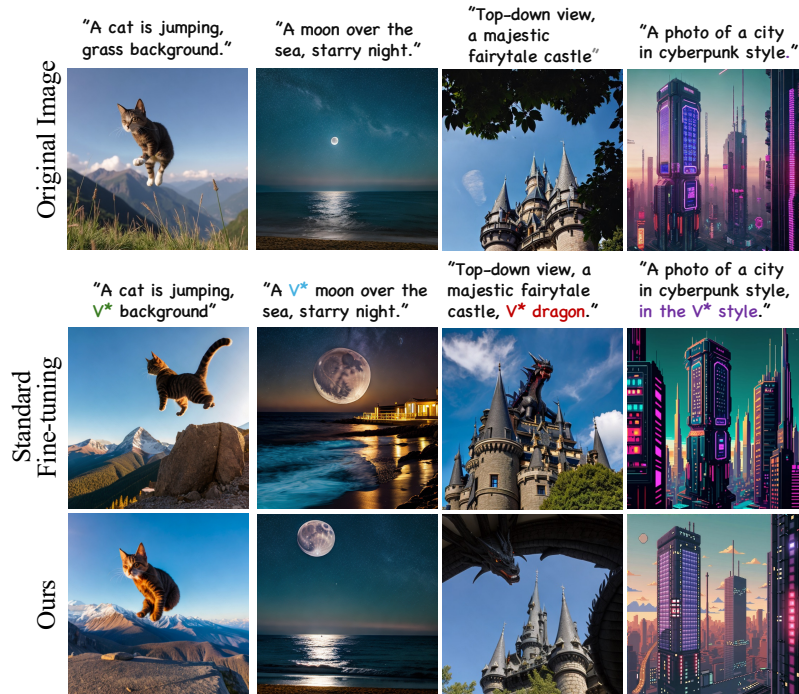 "A cat is jumping,
grass background."
"A moon over the
sea, starry night."
"Top-down view,
a majestic
fairytale castle"
"A photo of a city
in cyberpunk style."
Original Image
"A cat is jumping,
V* background"
"A V* moon over the
sea, starry night."
"Top-down view, a
majestic fairytale
castle, V* dragon."
"A photo of a city
in cyberpunk style,
in the V* style."
Standard
Fine-tuning
Ours